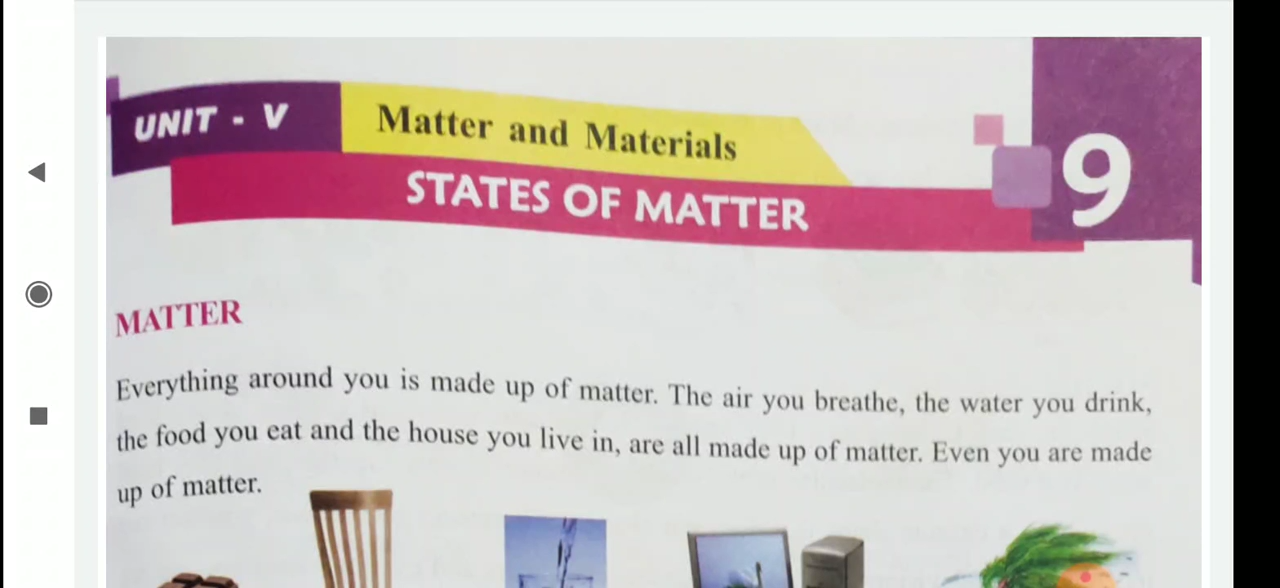 UNIT - V
Matter and Materials
9
STATES OF MATTER
MATTER
Everything around you is made up of matter. The air you breathe, the water you drink,
the food you eat and the house you live in, are all made up of matter. Even you are made
up of matter.